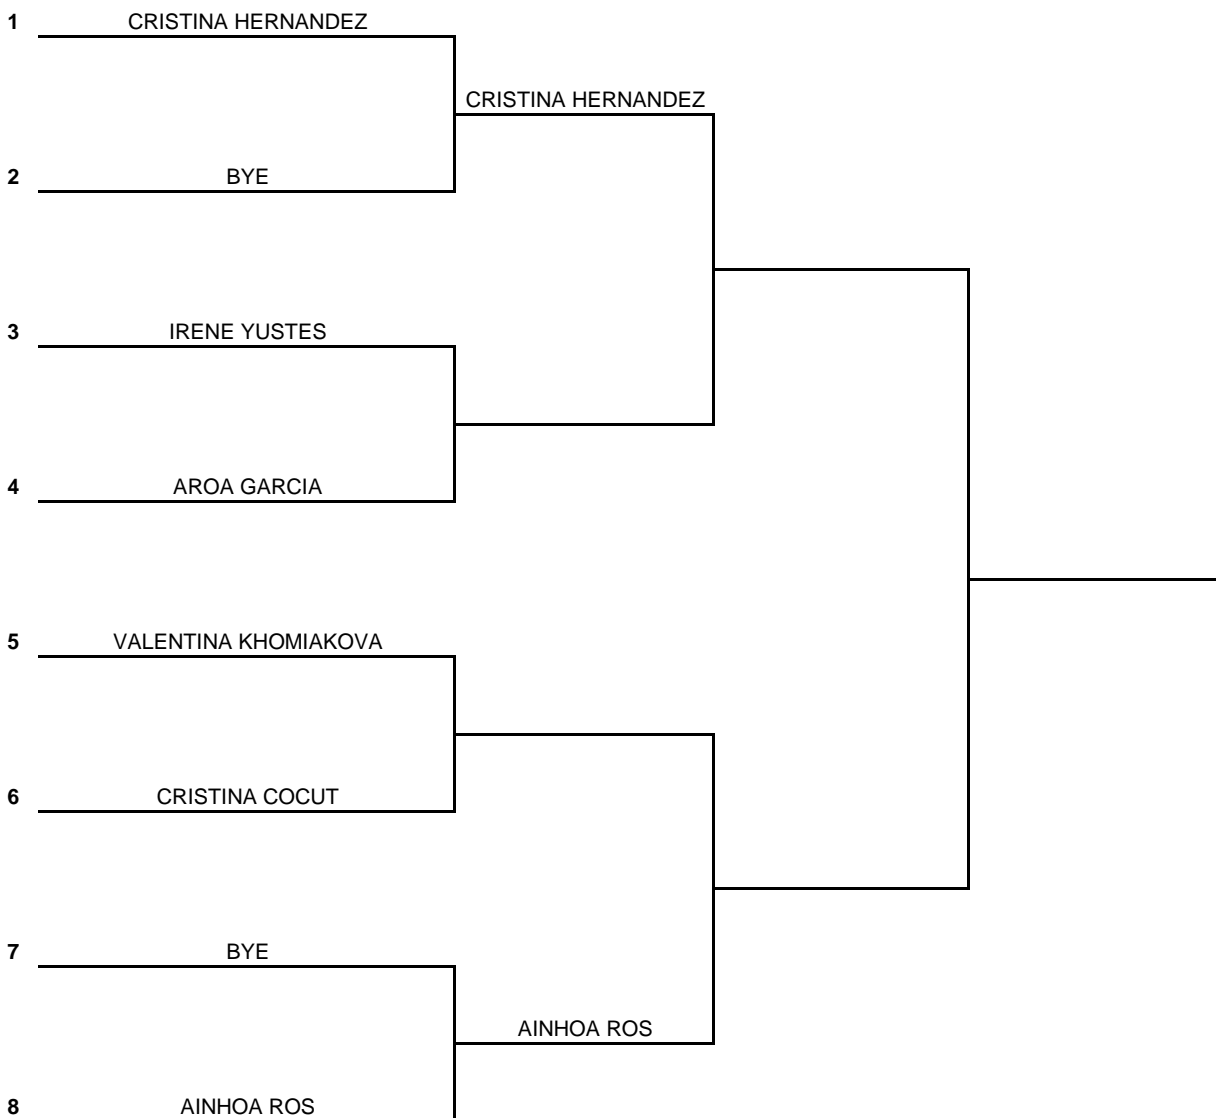 1 CRISTINA HERNANDEZ
CRISTINA HERNANDEZ
2 BYE
3 IRENE YUSTES
4 AROA GARCIA
5 VALENTINA KHOMIAKOVA
6 CRISTINA COCUT
7 BYE
AINHOA ROS
8 AINHOA ROS